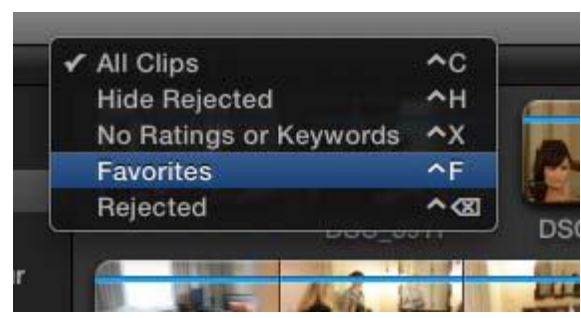 ✓ All Clips ^C
Hide Rejected ^H
No Ratings or Keywords ^X
Favorites ^F
Rejected ^⌫
DSC